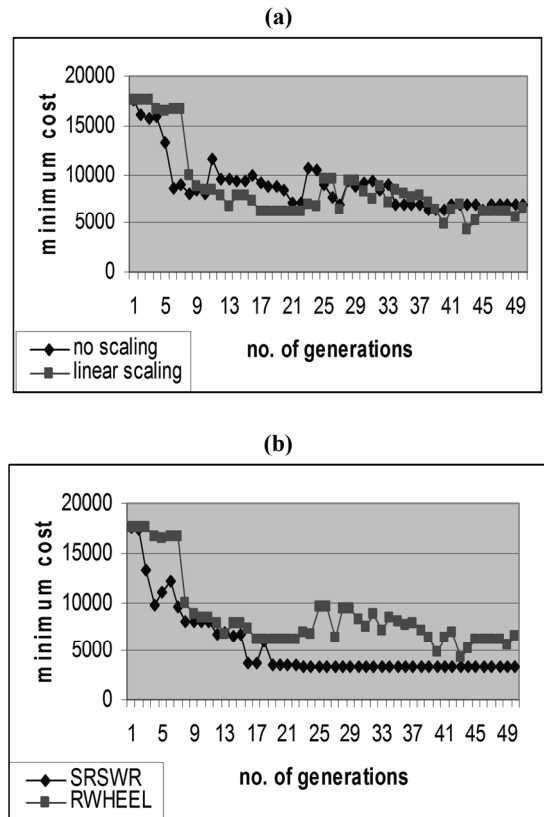 (a)
minimum cost
20000
15000
10000
5000
0
1 5 9 13 17 21 25 29 33 37 41 45 49
no. of generations
no scaling
linear scaling
(b)
minimum cost
20000
15000
10000
5000
0
1 5 9 13 17 21 25 29 33 37 41 45 49
no. of generations
SRSWR
RWHEEL